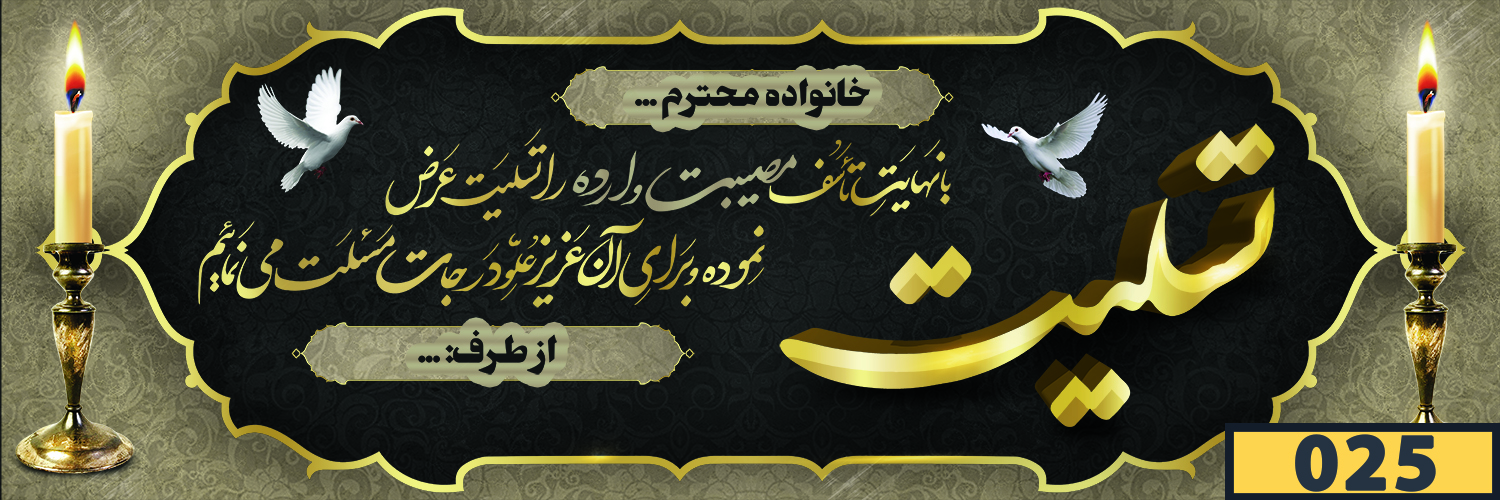 خانواده محترم ...
با نهایت تأسف مصیبت وارده را تسلیت عرض
نموده و برای آن عزیز علو درجات مسئلت می نمائیم
تسلیت
از طرف: ...
025